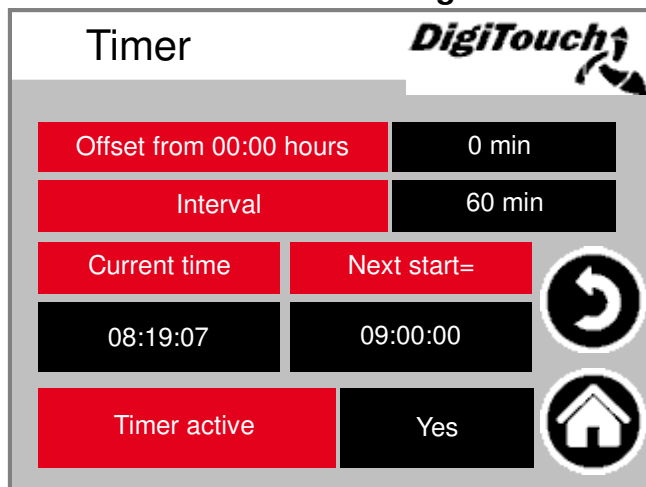 Timer
DigiTouch
Offset from 00:00 hours 0 min
Interval 60 min
Current time Next start=
08:19:07 09:00:00
Timer active Yes